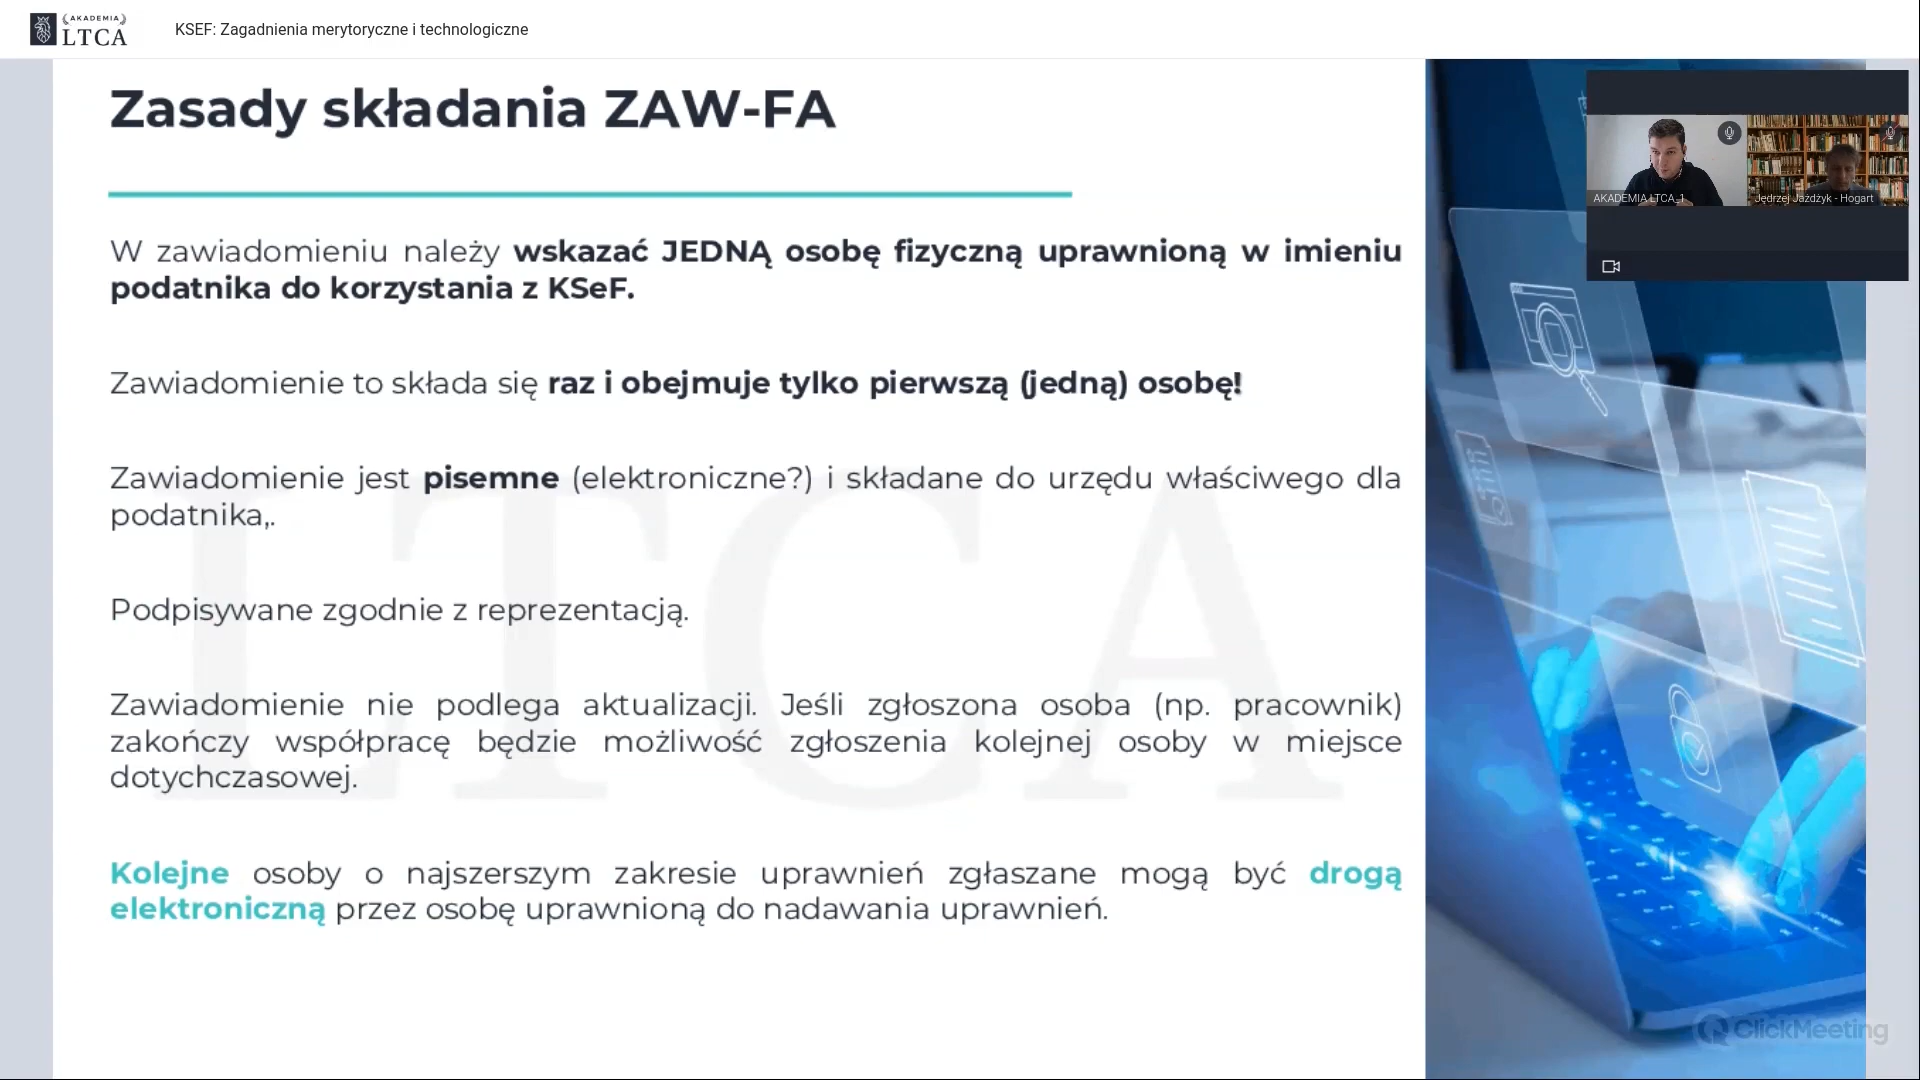 AKADEMIA
LTCA
KSEF: Zagadnienia merytoryczne i technologiczne
Zasady składania ZAW-FA
AKADEMIA LTCA_1
Jędrzej Jażdżyk - Hogart
W zawiadomieniu należy wskazać JEDNĄ osobę fizyczną uprawnioną w imieniu
podatnika do korzystania z KSeF.
Zawiadomienie to składa się raz i obejmuje tylko pierwszą (jedną) osobę!
Zawiadomienie jest pisemne (elektroniczne?) i składane do urzędu właściwego dla
podatnika,.
Podpisywane zgodnie z reprezentacją.
Zawiadomienie nie podlega aktualizacji. Jeśli zgłoszona osoba (np. pracownik)
zakończy współpracę będzie możliwość zgłoszenia kolejnej osoby w miejsce
dotychczasowej.
Kolejne osoby o najszerszym zakresie uprawnień zgłaszane mogą być drogą
elektroniczną przez osobę uprawnioną do nadawania uprawnień.
LTCA
ClickMeeting